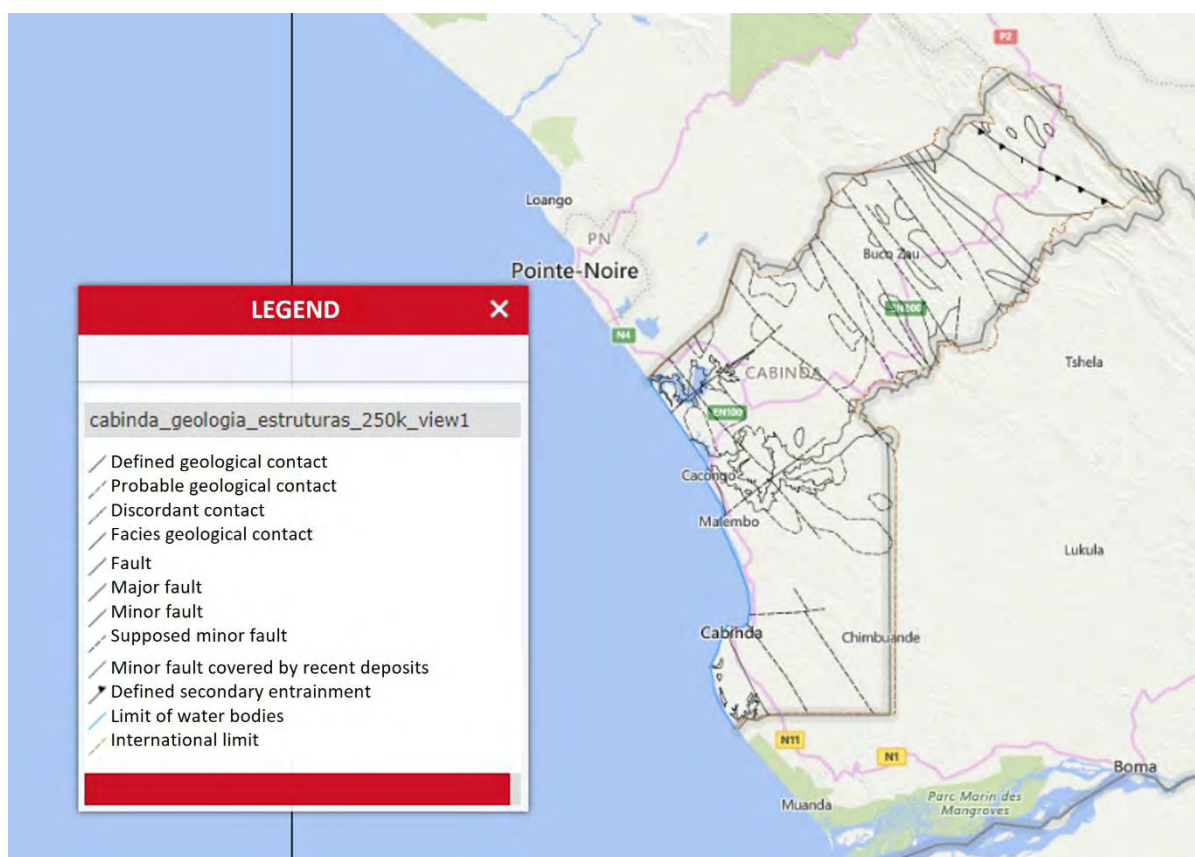 P2
Loango
PN
Pointe-Noire
N4
Buco Zau
EN100
Tshela
CABINDA
EN100
Cacongo
Malembo
Lukula
Cabinda
Chimbuande
N11
N1
Boma
Muanda
Parc Marin des
Mangroves
LEGEND
×
cabinda_geologia_estruturas_250k_view1
Defined geological contact
Probable geological contact
Discordant contact
Facies geological contact
Fault
Major fault
Minor fault
Supposed minor fault
Minor fault covered by recent deposits
Defined secondary entrainment
Limit of water bodies
International limit